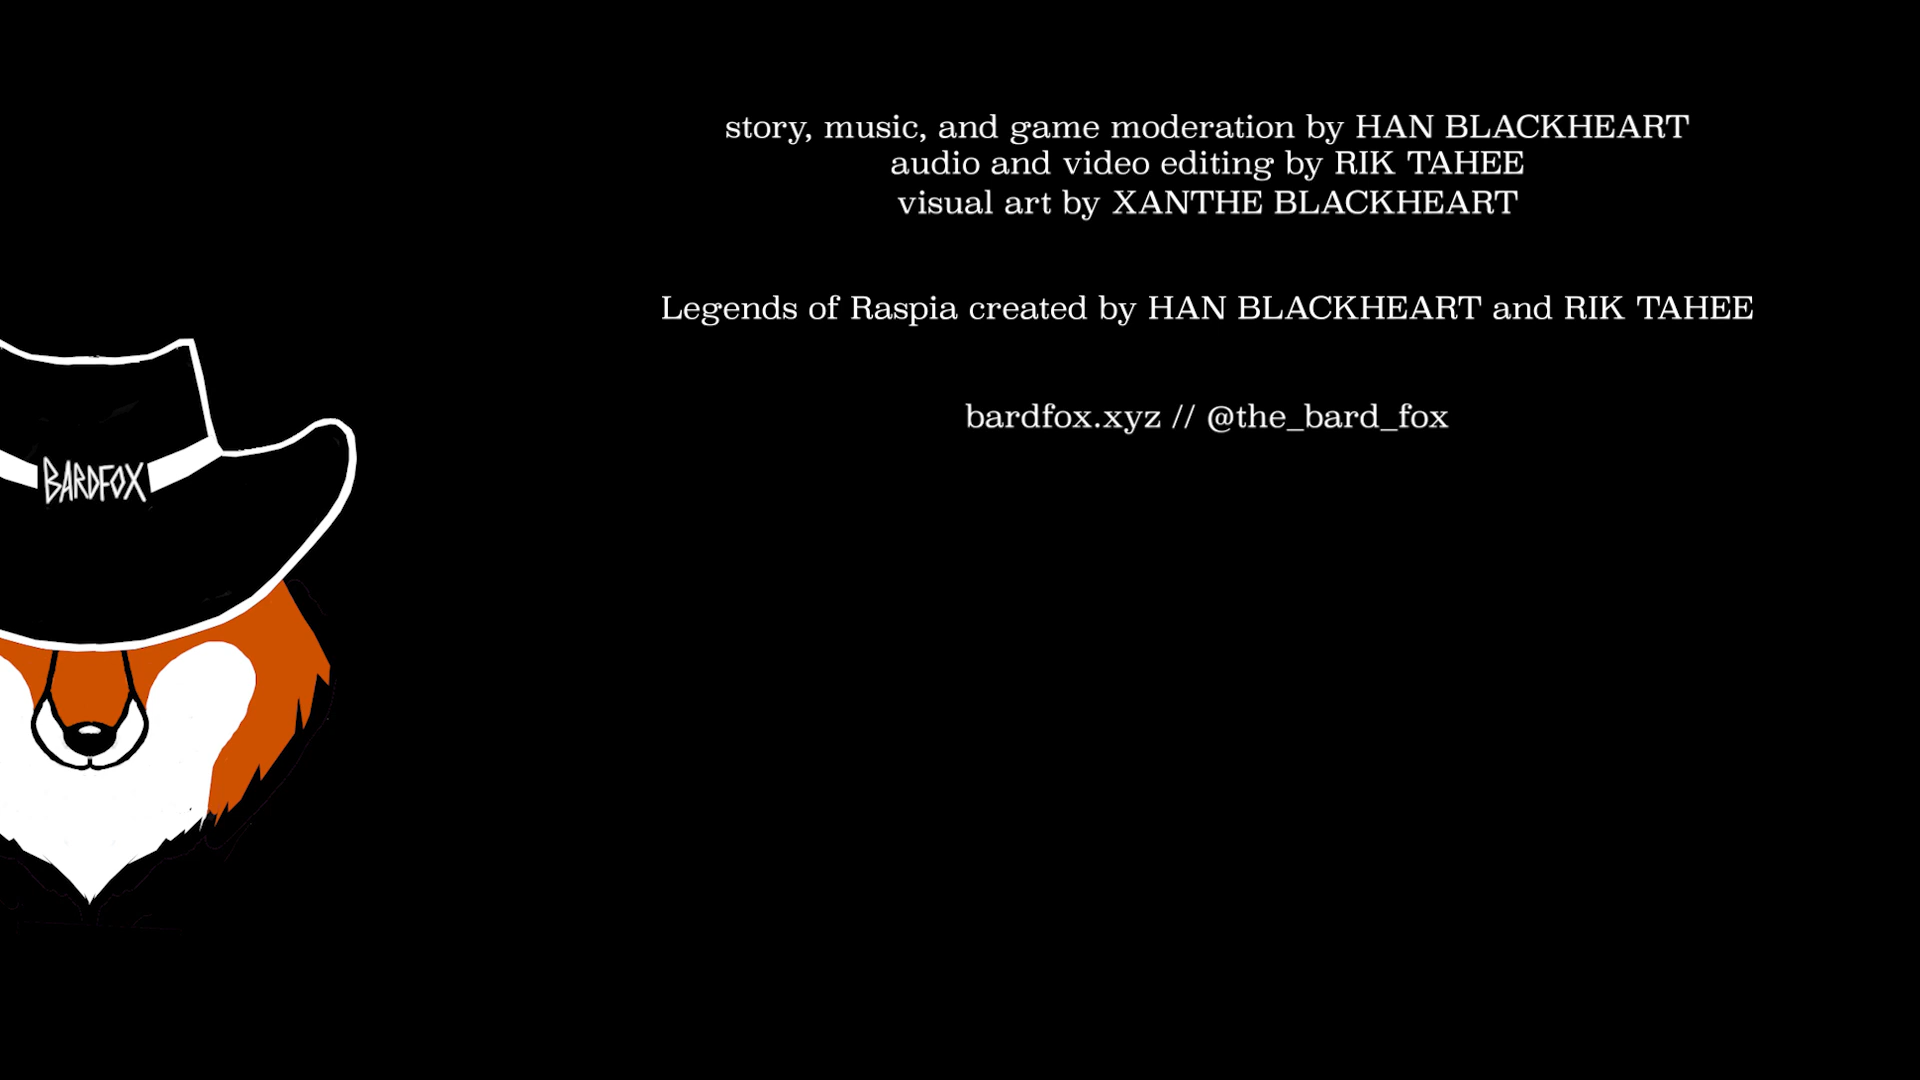 story, music, and game moderation by HAN BLACKHEART
audio and video editing by RIK TAHEE
visual art by XANTHE BLACKHEART
Legends of Raspia created by HAN BLACKHEART and RIK TAHEE
bardfox.xyz // @the_bard_fox
BARDFOX